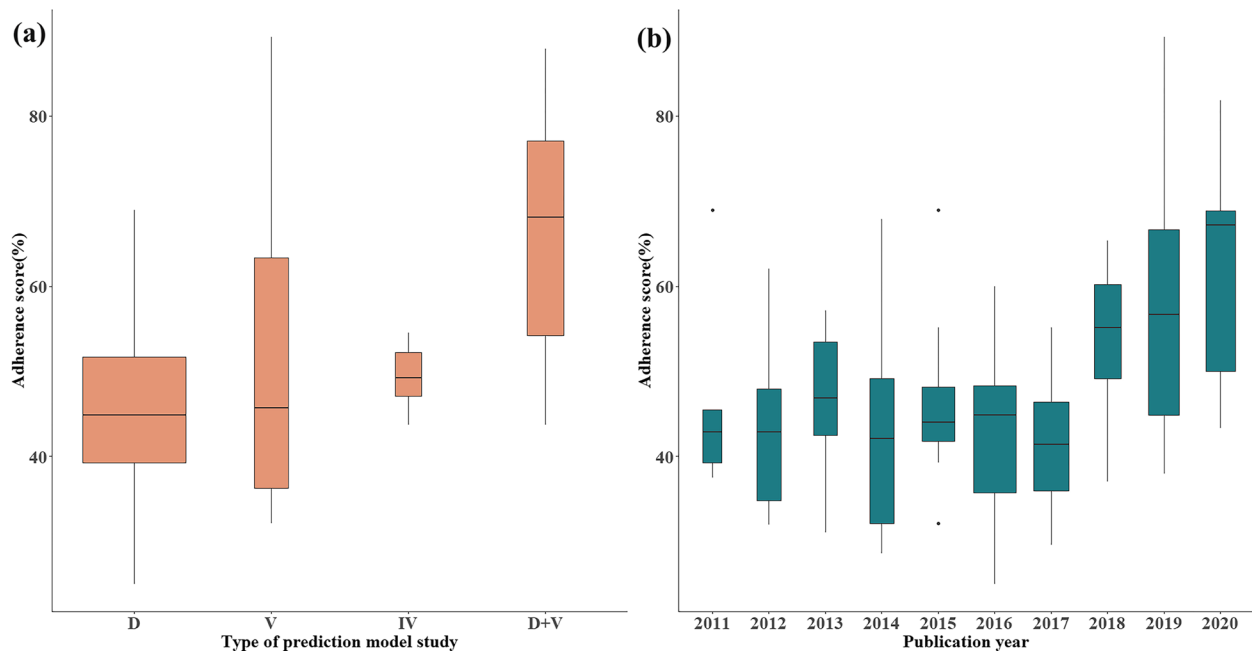 (a)
Adherence score(%)
80
60
40
D V IV D+V
Type of prediction model study
(b)
Adherence score(%)
80
60
40
2011 2012 2013 2014 2015 2016 2017 2018 2019 2020
Publication year